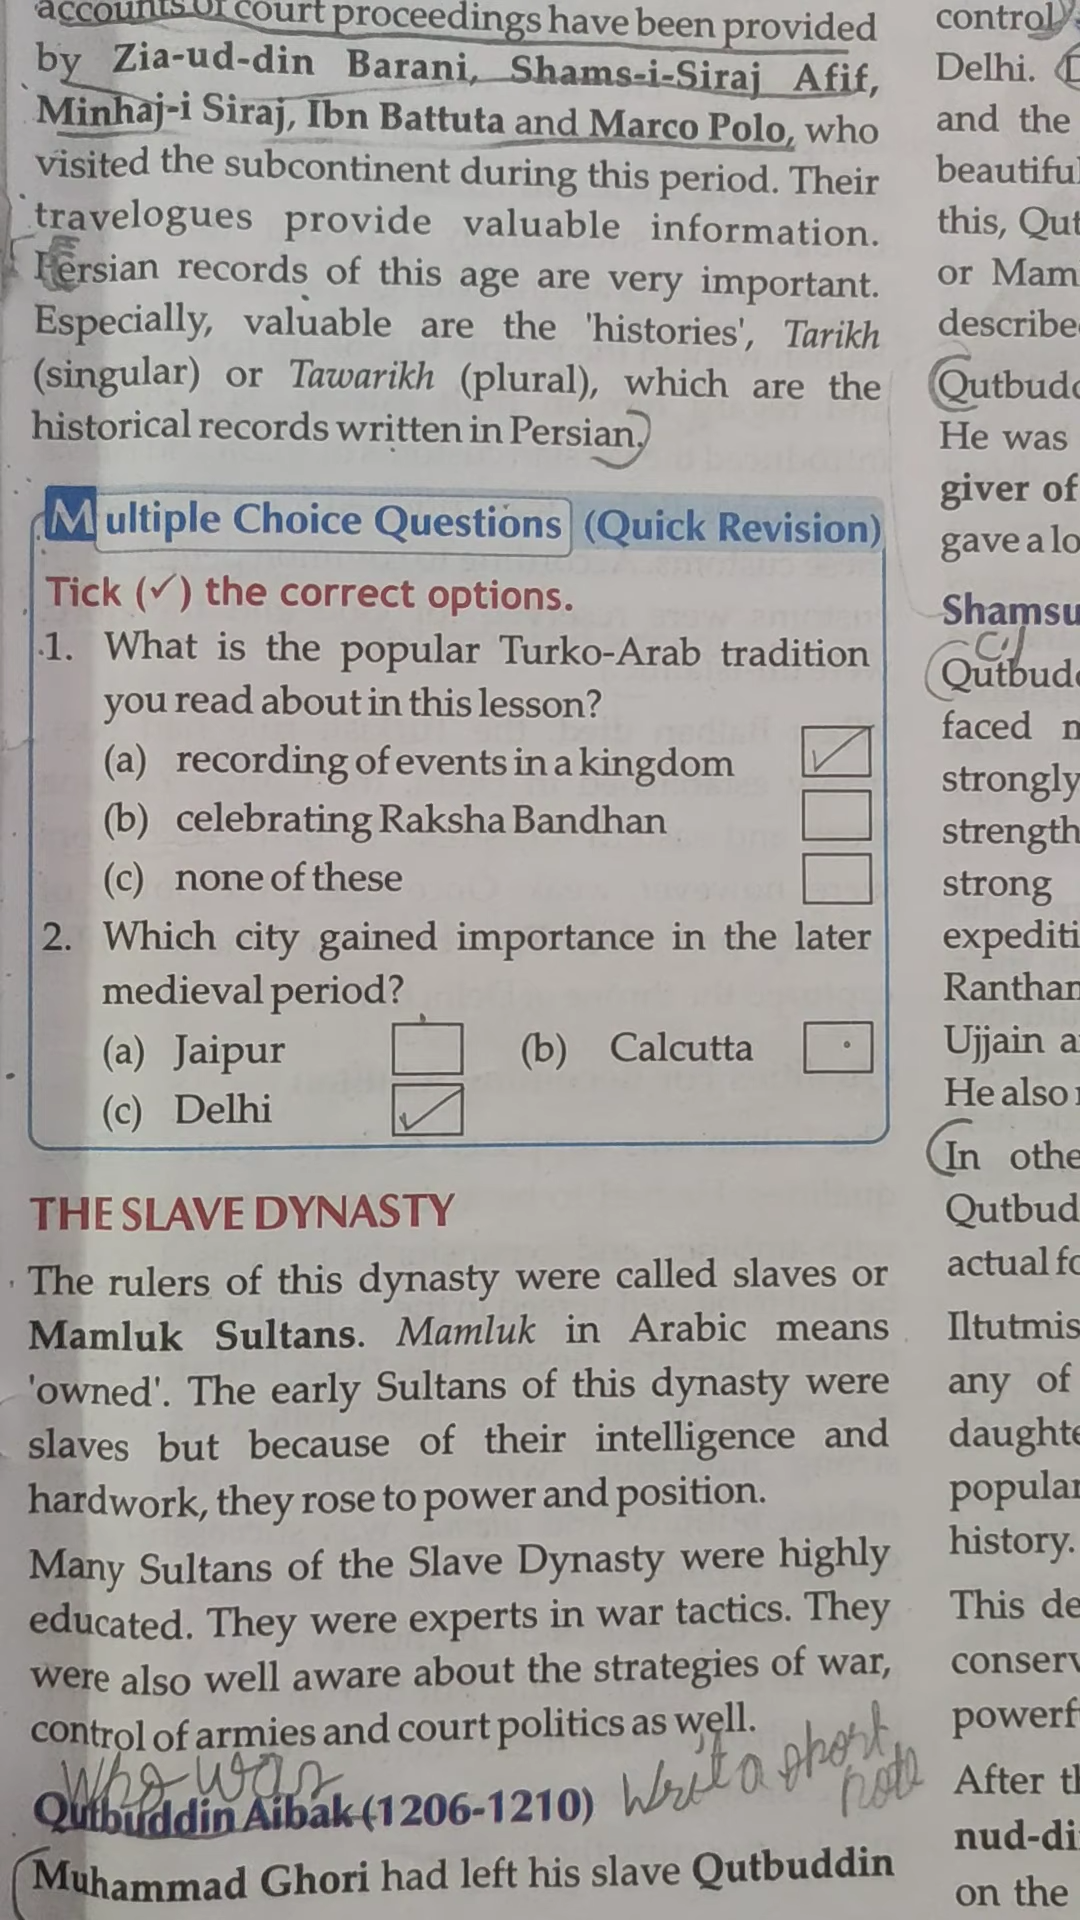 accounts of court proceedings have been provided
by Zia-ud-din Barani, Shams-i-Siraj Afif,
Minhaj-i Siraj, Ibn Battuta and Marco Polo, who
visited the subcontinent during this period. Their
travelogues provide valuable information.
Persian records of this age are very important.
Especially, valuable are the 'histories', Tarikh
(singular) or Tawarikh (plural), which are the
historical records written in Persian.
Multiple Choice Questions (Quick Revision)
Tick (✓) the correct options.
1. What is the popular Turko-Arab tradition
you read about in this lesson?
(a) recording of events in a kingdom ✓
(b) celebrating Raksha Bandhan
(c) none of these
2. Which city gained importance in the later
medieval period?
(a) Jaipur (b) Calcutta
(c) Delhi ✓
THE SLAVE DYNASTY
The rulers of this dynasty were called slaves or
Mamluk Sultans. Mamluk in Arabic means
'owned'. The early Sultans of this dynasty were
slaves but because of their intelligence and
hardwork, they rose to power and position.
Many Sultans of the Slave Dynasty were highly
educated. They were experts in war tactics. They
were also well aware about the strategies of war,
control of armies and court politics as well.
Who was
Qutbuddin Aibak (1206-1210) Write a short
note
Muhammad Ghori had left his slave Qutbuddin
control
Delhi.
and the
beautiful
this, Qut
or Mam
describe
Qutbudd
He was
giver of
gave a lo
Shamsu
Qutbud
faced
strongly
strength
strong
expediti
Ranthan
Ujjain a
He also
In othe
Qutbud
actual fo
Iltutmis
any of
daughte
popular
history.
This de
conserv
powerf
After th
nud-di
on the